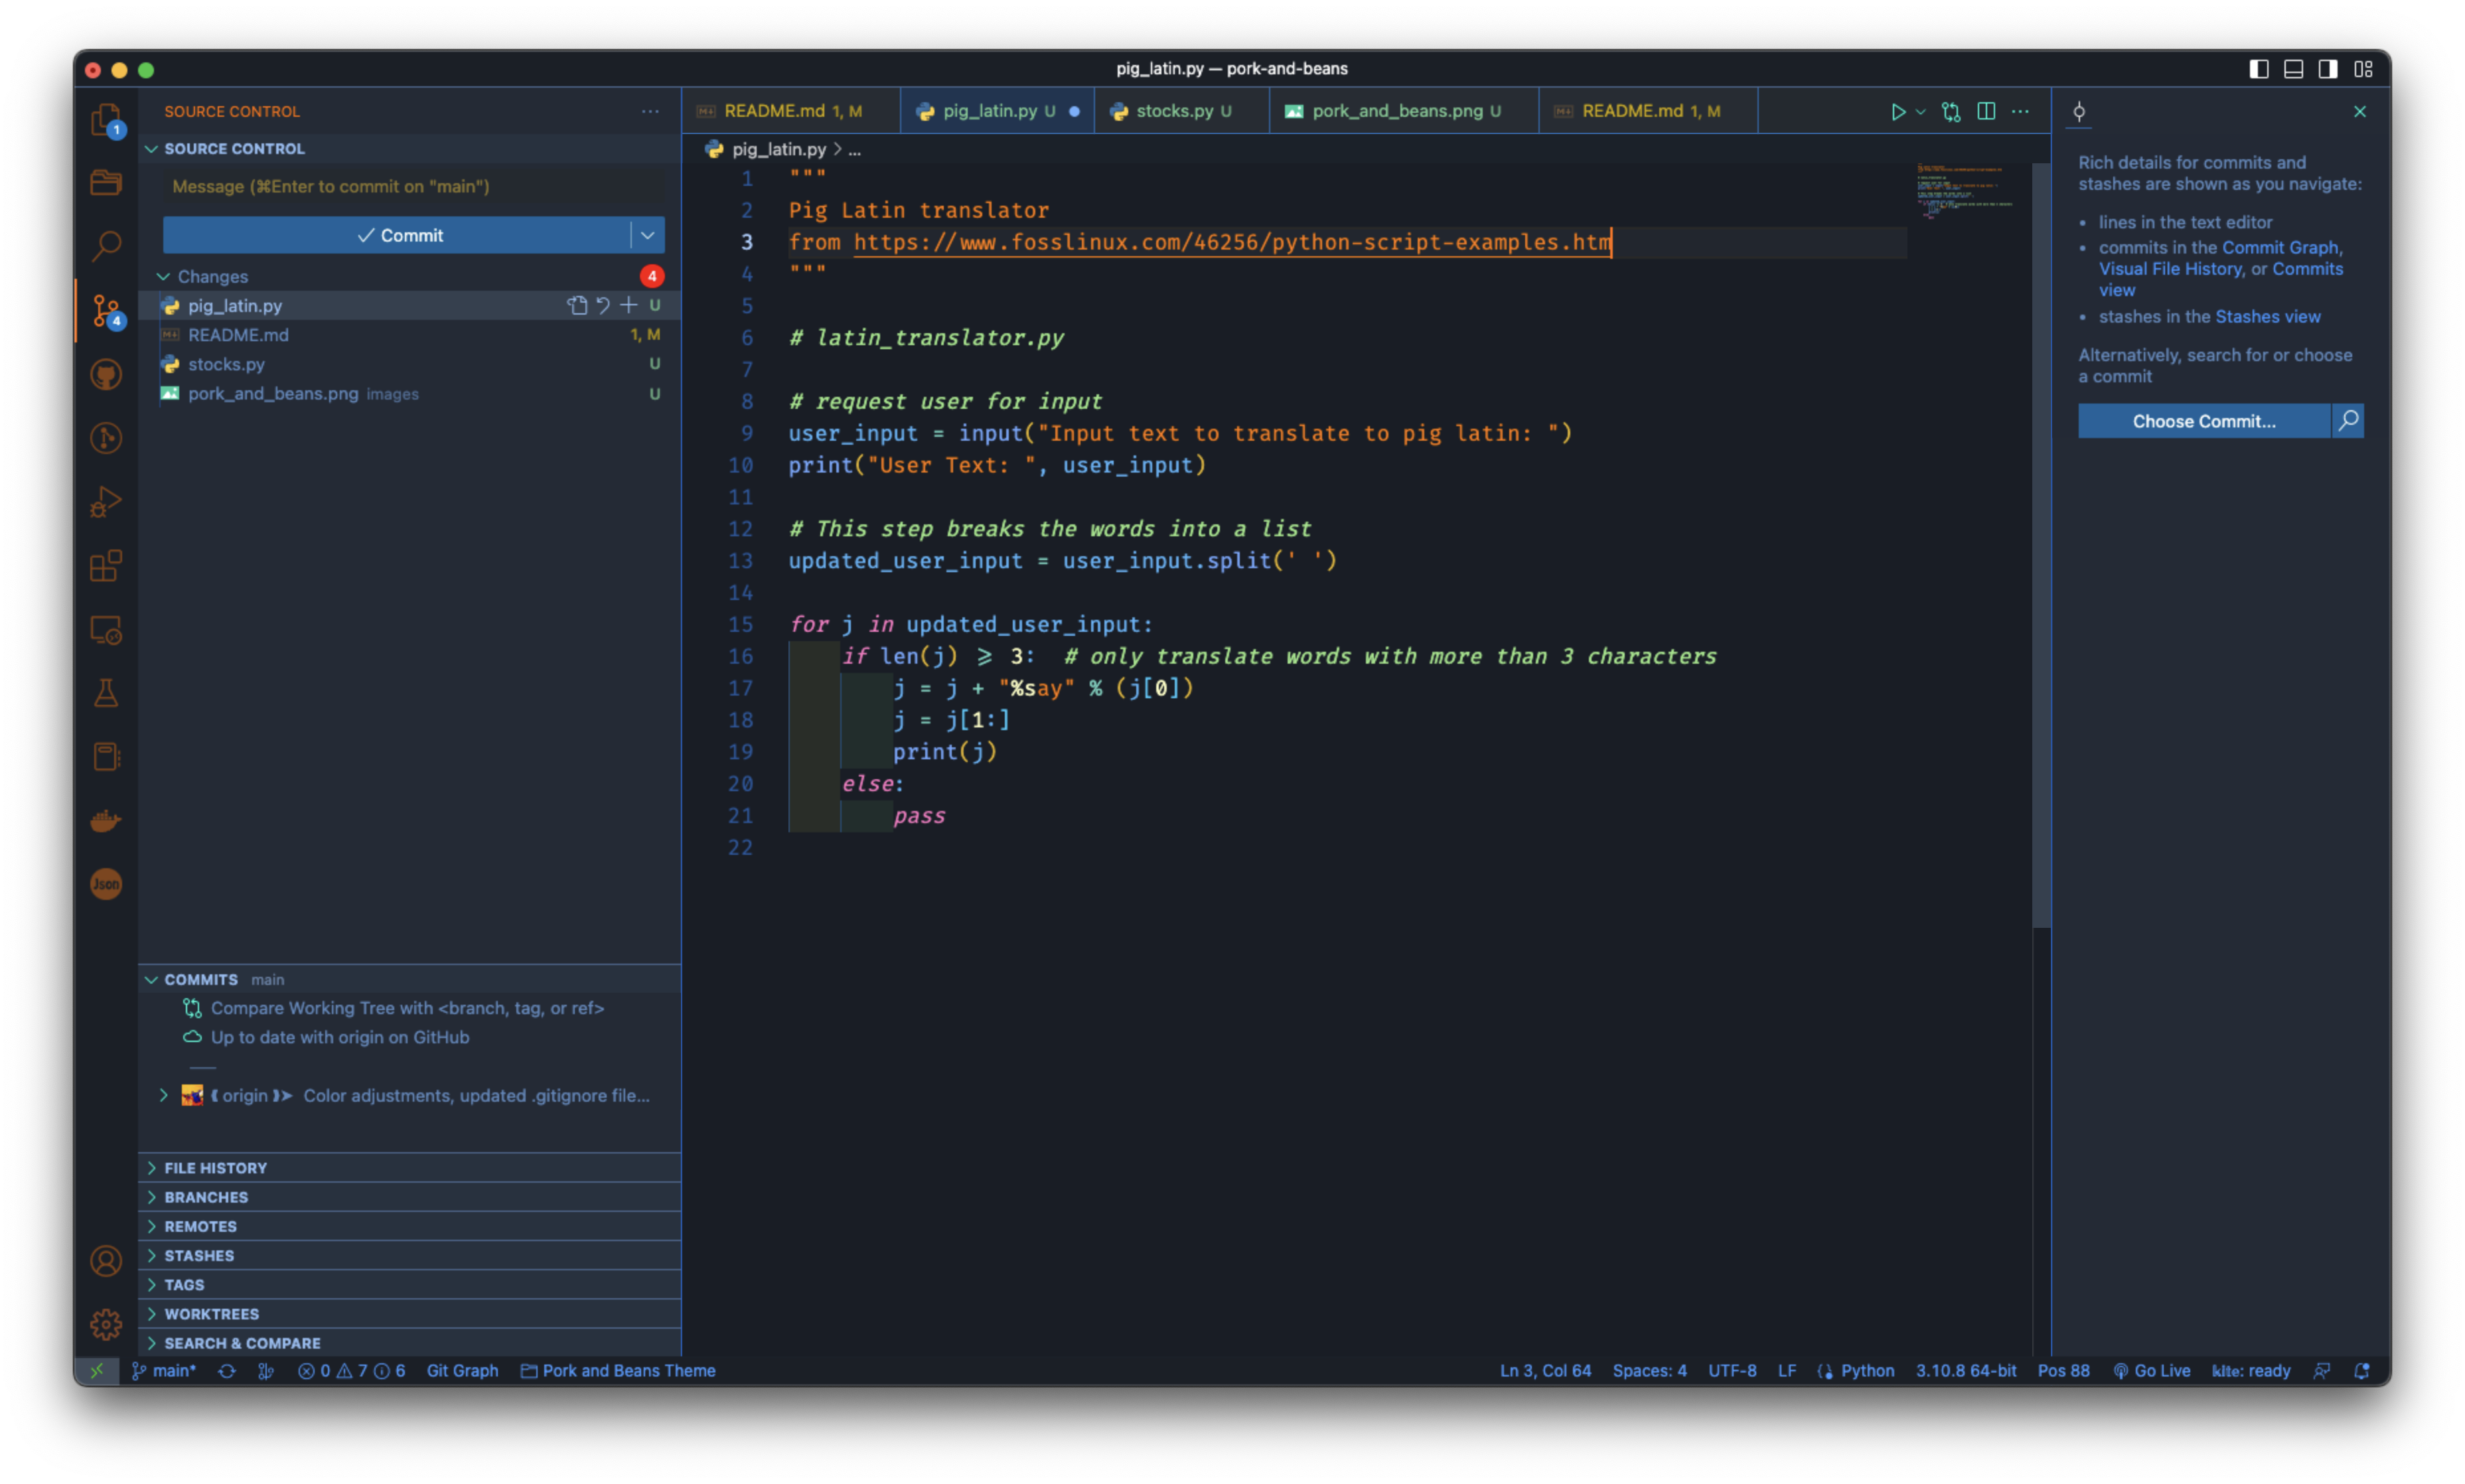 pig_latin.py — pork-and-beans
SOURCE CONTROL
SOURCE CONTROL
Message (⌘Enter to commit on "main")
Commit
Changes 4
pig_latin.py U
README.md 1, M
stocks.py U
pork_and_beans.png images U
COMMITS main
Compare Working Tree with <branch, tag, or ref>
Up to date with origin on GitHub
origin Color adjustments, updated .gitignore file...
FILE HISTORY
BRANCHES
REMOTES
STASHES
TAGS
WORKTREES
SEARCH & COMPARE
1
4
Json
README.md 1, M
pig_latin.py U
stocks.py U
pork_and_beans.png U
README.md 1, M
pig_latin.py > ...
1 """
2 Pig Latin translator
3 from https://www.fosslinux.com/46256/python-script-examples.htm
4 """
5
6 # latin_translator.py
7
8 # request user for input
9 user_input = input("Input text to translate to pig latin: ")
10 print("User Text: ", user_input)
11
12 # This step breaks the words into a list
13 updated_user_input = user_input.split(' ')
14
15 for j in updated_user_input:
16 if len(j) ⩾ 3: # only translate words with more than 3 characters
17 j = j + "%say" % (j[0])
18 j = j[1:]
19 print(j)
20 else:
21 pass
22
Rich details for commits and
stashes are shown as you navigate:
• lines in the text editor
• commits in the Commit Graph,
Visual File History, or Commits
view
• stashes in the Stashes view
Alternatively, search for or choose
a commit
Choose Commit...
main* 0 7 6 Git Graph Pork and Beans Theme Ln 3, Col 64 Spaces: 4 UTF-8 LF Python 3.10.8 64-bit Pos 88 Go Live kite: ready